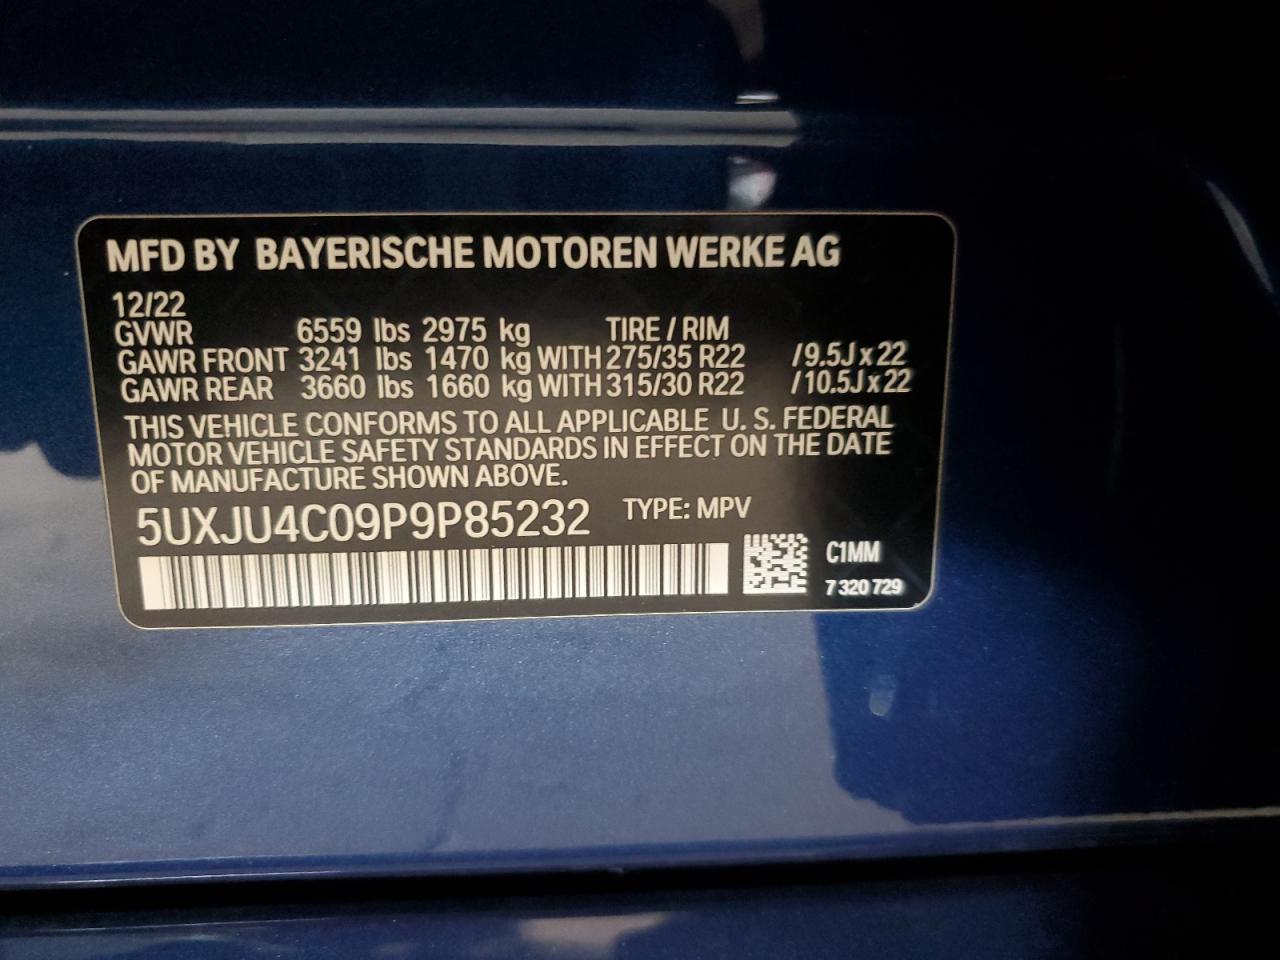 MFD BY BAYERISCHE MOTOREN WERKE AG
12/22
GVWR 6559 lbs 2975 kg TIRE / RIM
GAWR FRONT 3241 lbs 1470 kg WITH 275/35 R22 /9.5J x 22
GAWR REAR 3660 lbs 1660 kg WITH 315/30 R22 /10.5J x 22
THIS VEHICLE CONFORMS TO ALL APPLICABLE U. S. FEDERAL
MOTOR VEHICLE SAFETY STANDARDS IN EFFECT ON THE DATE
OF MANUFACTURE SHOWN ABOVE.
5UXJU4C09P9P85232 TYPE: MPV
C1MM
7 320 729